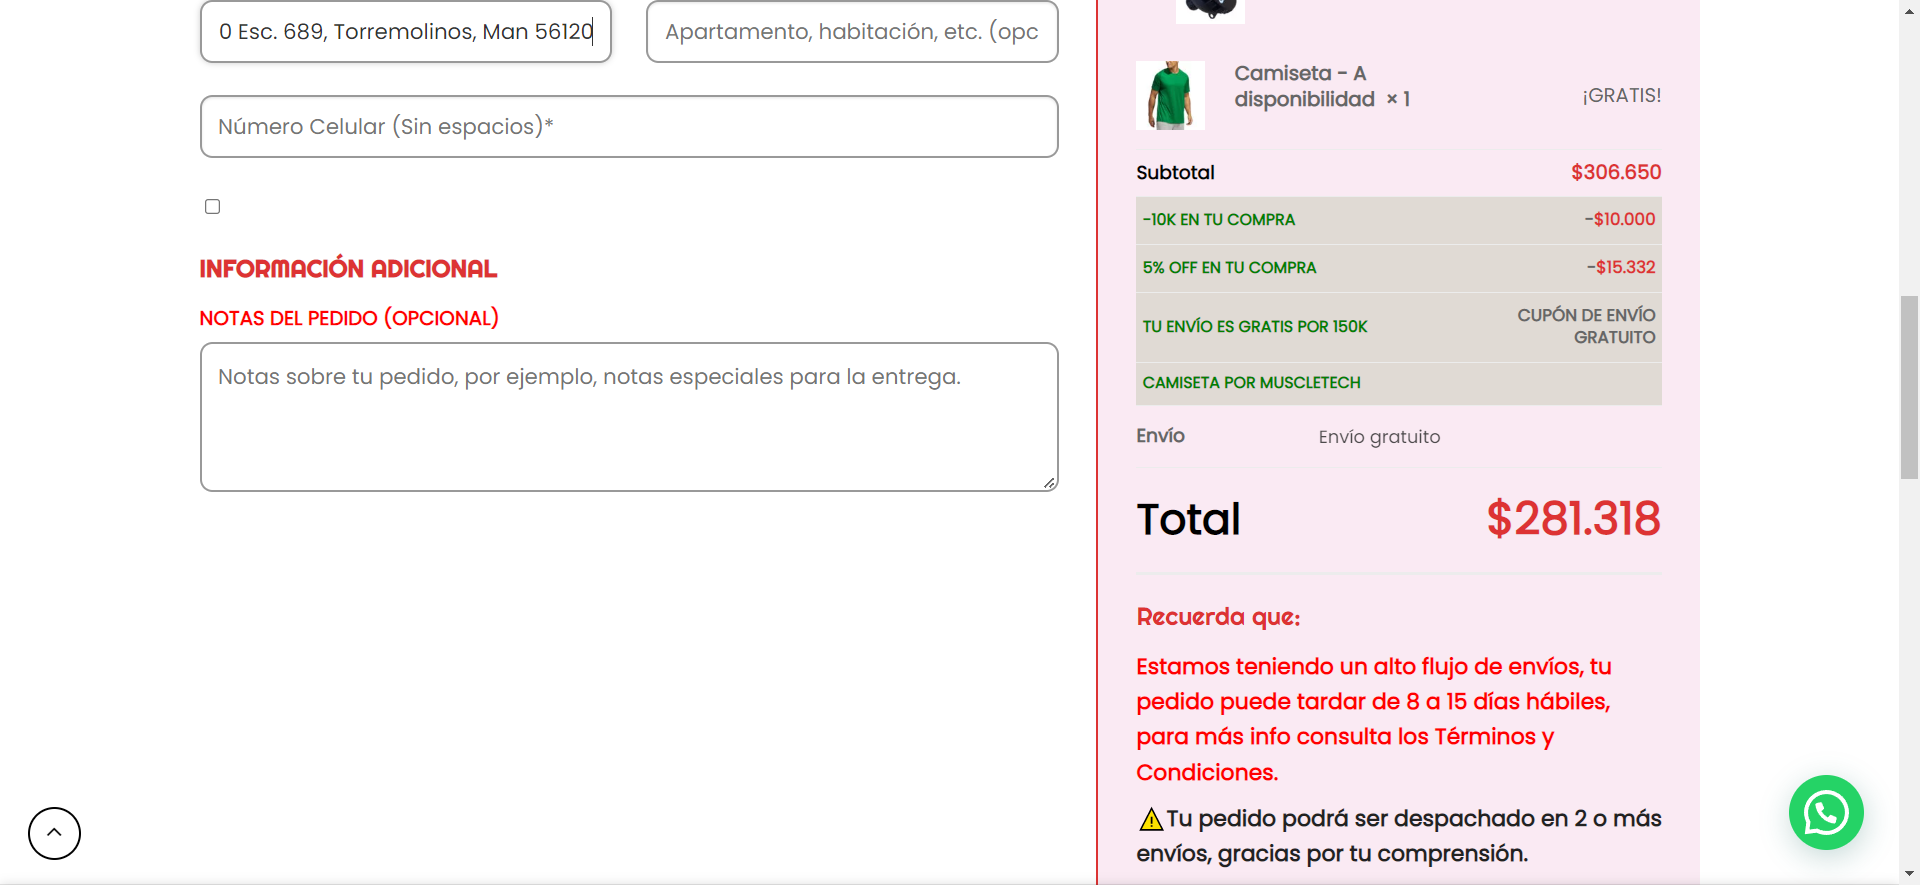 0 Esc. 689, Torremolinos, Man 56120
Apartamento, habitación, etc. (opc
Número Celular (Sin espacios)*
INFORMACIÓN ADICIONAL
NOTAS DEL PEDIDO (OPCIONAL)
Notas sobre tu pedido, por ejemplo, notas especiales para la entrega.
Camiseta - A
disponibilidad × 1
¡GRATIS!
Subtotal $306.650
-10K EN TU COMPRA -$10.000
5% OFF EN TU COMPRA -$15.332
TU ENVÍO ES GRATIS POR 150K
CUPÓN DE ENVÍO
GRATUITO
CAMISETA POR MUSCLETECH
Envío Envío gratuito
Total $281.318
Recuerda que:
Estamos teniendo un alto flujo de envíos, tu
pedido puede tardar de 8 a 15 días hábiles,
para más info consulta los Términos y
Condiciones.
⚠Tu pedido podrá ser despachado en 2 o más
envíos, gracias por tu comprensión.